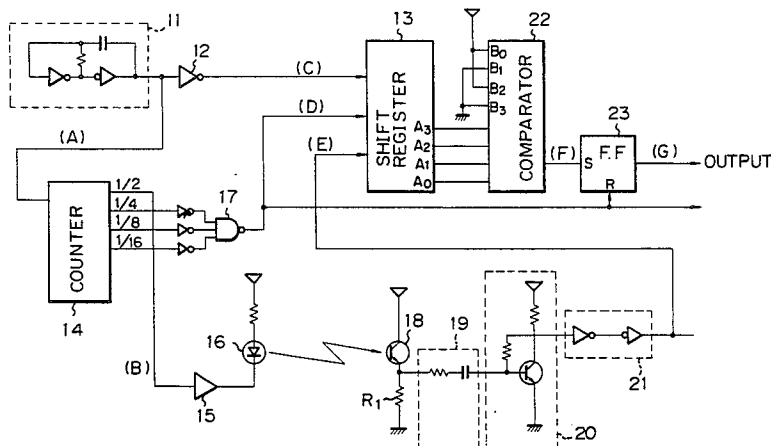 11
12
13
22
(C)
(D)
(E)
SHIFT REGISTER
A3
A2
A1
A0
B0
B1
B2
B3
COMPARATOR
23
(F)
S F.F
R
(G)
OUTPUT
(A)
COUNTER
1/2
1/4
1/8
1/16
17
14
(B)
15
16
18
R1
19
20
21